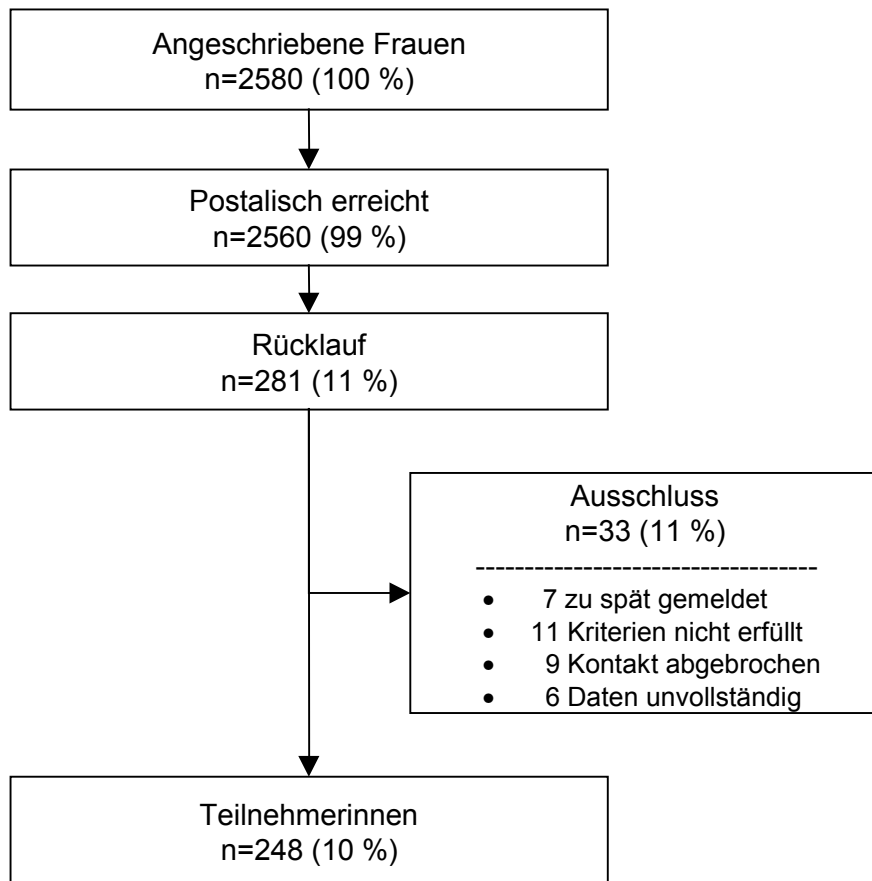 Angeschriebene Frauen
n=2580 (100 %)
Postalisch erreicht
n=2560 (99 %)
Rücklauf
n=281 (11 %)
Ausschluss
n=33 (11 %)
-----------------------------------
• 7 zu spät gemeldet
• 11 Kriterien nicht erfüllt
• 9 Kontakt abgebrochen
• 6 Daten unvollständig
Teilnehmerinnen
n=248 (10 %)